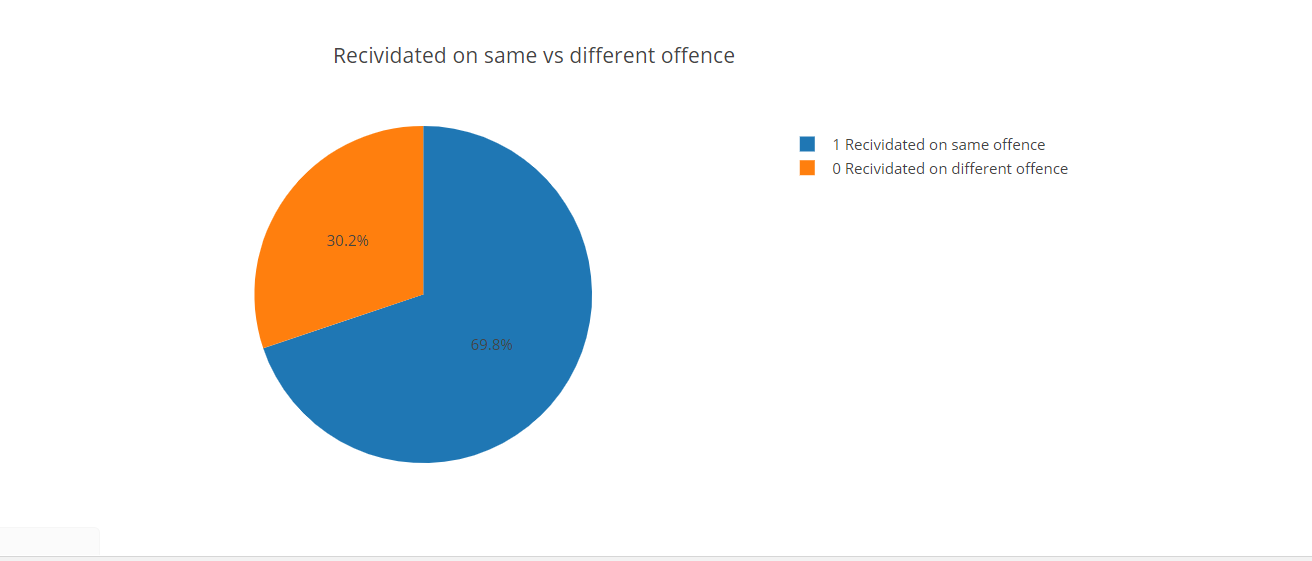 Recividated on same vs different offence
1 Recividated on same offence
0 Recividated on different offence
30.2%
69.8%